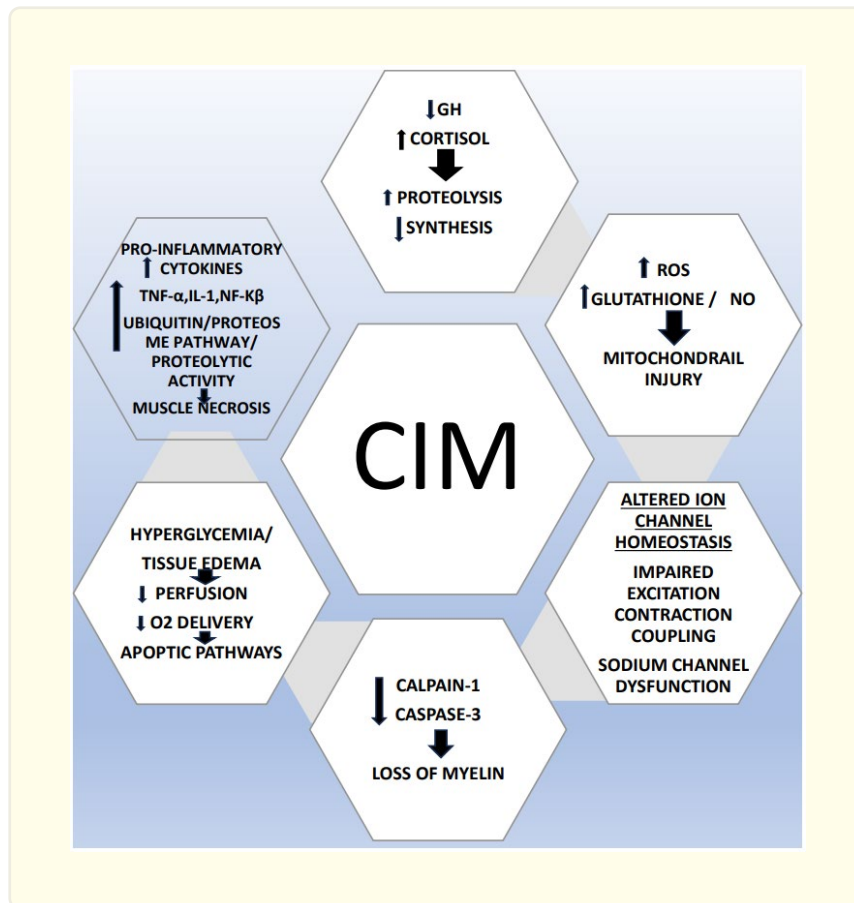 ↓GH
↑CORTISOL
↑ PROTEOLYSIS
↓SYNTHESIS
PRO-INFLAMMATORY
↑ CYTOKINES
TNF-α,IL-1,NF-Kβ
UBIQUITIN/PROTEOS
ME PATHWAY/
PROTEOLYTIC
ACTIVITY
MUSCLE NECROSIS
↑ ROS
↑GLUTATHIONE / NO
MITOCHONDRAIL
INJURY
CIM
HYPERGLYCEMIA/
TISSUE EDEMA
↓ PERFUSION
↓ O2 DELIVERY
APOPTIC PATHWAYS
ALTERED ION
CHANNEL
HOMEOSTASIS
IMPAIRED
EXCITATION
CONTRACTION
COUPLING
SODIUM CHANNEL
DYSFUNCTION
CALPAIN-1
CASPASE-3
LOSS OF MYELIN